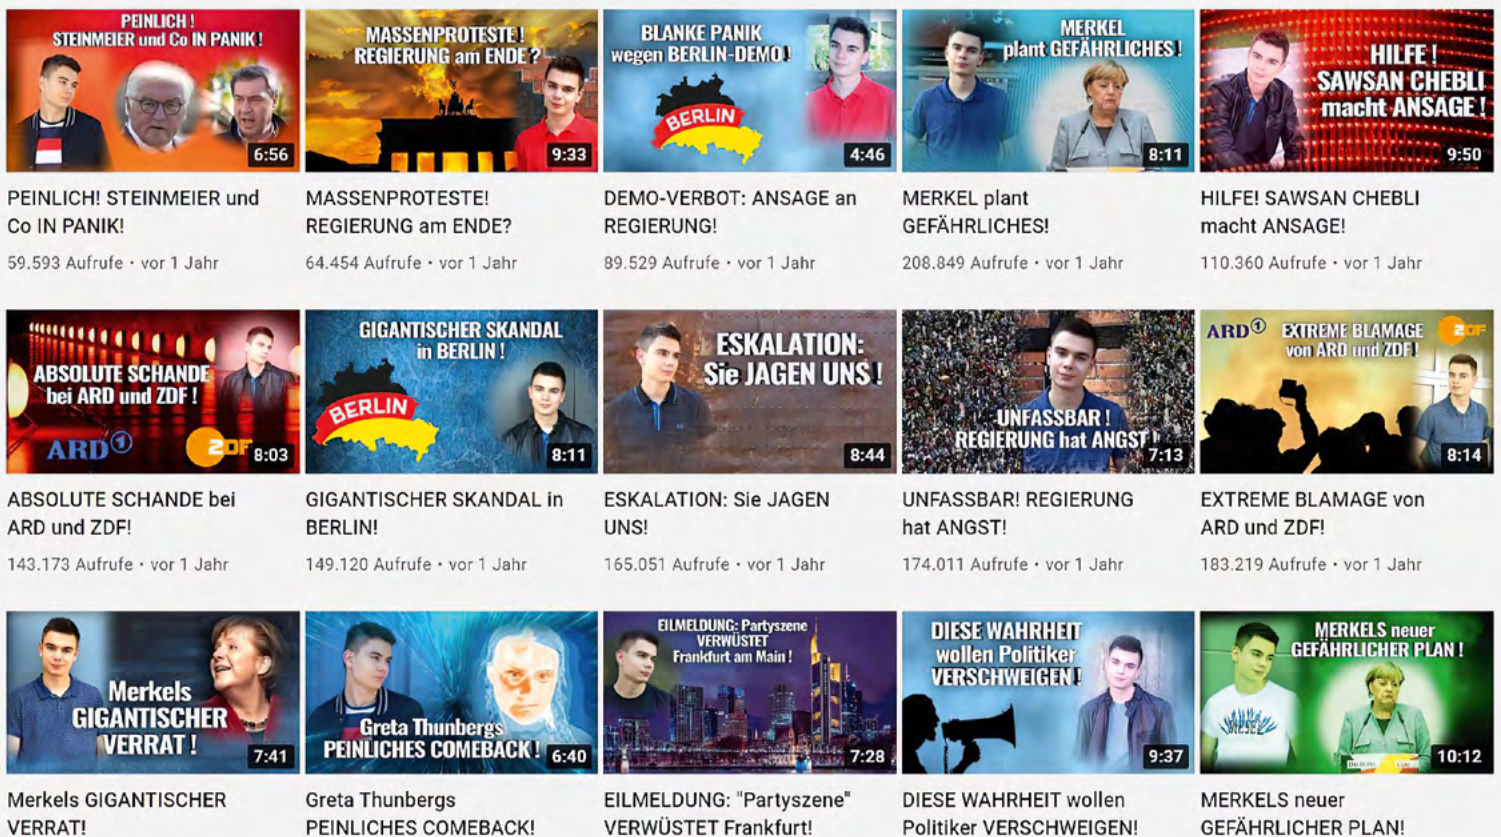 PEINLICH !
STEINMEIER und Co IN PANIK !
6:56
PEINLICH! STEINMEIER und
Co IN PANIK!
59.593 Aufrufe • vor 1 Jahr
MASSENPROTESTE !
REGIERUNG am ENDE ?
9:33
MASSENPROTESTE!
REGIERUNG am ENDE?
64.454 Aufrufe • vor 1 Jahr
BLANKE PANIK
wegen BERLIN-DEMO !
BERLIN
4:46
DEMO-VERBOT: ANSAGE an
REGIERUNG!
89.529 Aufrufe • vor 1 Jahr
MERKEL
plant GEFÄHRLICHES !
8:11
MERKEL plant
GEFÄHRLICHES!
208.849 Aufrufe • vor 1 Jahr
HILFE !
SAWSAN CHEBLI
macht ANSAGE !
9:50
HILFE! SAWSAN CHEBLI
macht ANSAGE!
110.360 Aufrufe • vor 1 Jahr
ABSOLUTE SCHANDE
bei ARD und ZDF !
ARD 1
ZDF
8:03
ABSOLUTE SCHANDE bei
ARD und ZDF!
143.173 Aufrufe • vor 1 Jahr
GIGANTISCHER SKANDAL
in BERLIN !
BERLIN
8:11
GIGANTISCHER SKANDAL in
BERLIN!
149.120 Aufrufe • vor 1 Jahr
ESKALATION:
Sie JAGEN UNS !
8:44
ESKALATION: Sie JAGEN
UNS!
165.051 Aufrufe • vor 1 Jahr
UNFASSBAR !
REGIERUNG hat ANGST !
7:13
UNFASSBAR! REGIERUNG
hat ANGST!
174.011 Aufrufe • vor 1 Jahr
ARD 1
EXTREME BLAMAGE
von ARD und ZDF !
ZDF
8:14
EXTREME BLAMAGE von
ARD und ZDF!
183.219 Aufrufe • vor 1 Jahr
Merkels
GIGANTISCHER
VERRAT !
7:41
Merkels GIGANTISCHER
VERRAT!
Greta Thunbergs
PEINLICHES COMEBACK !
6:40
Greta Thunbergs
PEINLICHES COMEBACK!
EILMELDUNG: Partyszene
VERWÜSTET
Frankfurt am Main !
7:28
EILMELDUNG: "Partyszene"
VERWÜSTET Frankfurt!
DIESE WAHRHEIT
wollen Politiker
VERSCHWEIGEN !
9:37
DIESE WAHRHEIT wollen
Politiker VERSCHWEIGEN!
MERKELS neuer
GEFÄHRLICHER PLAN !
DIESEL
10:12
MERKELS neuer
GEFÄHRLICHER PLAN!